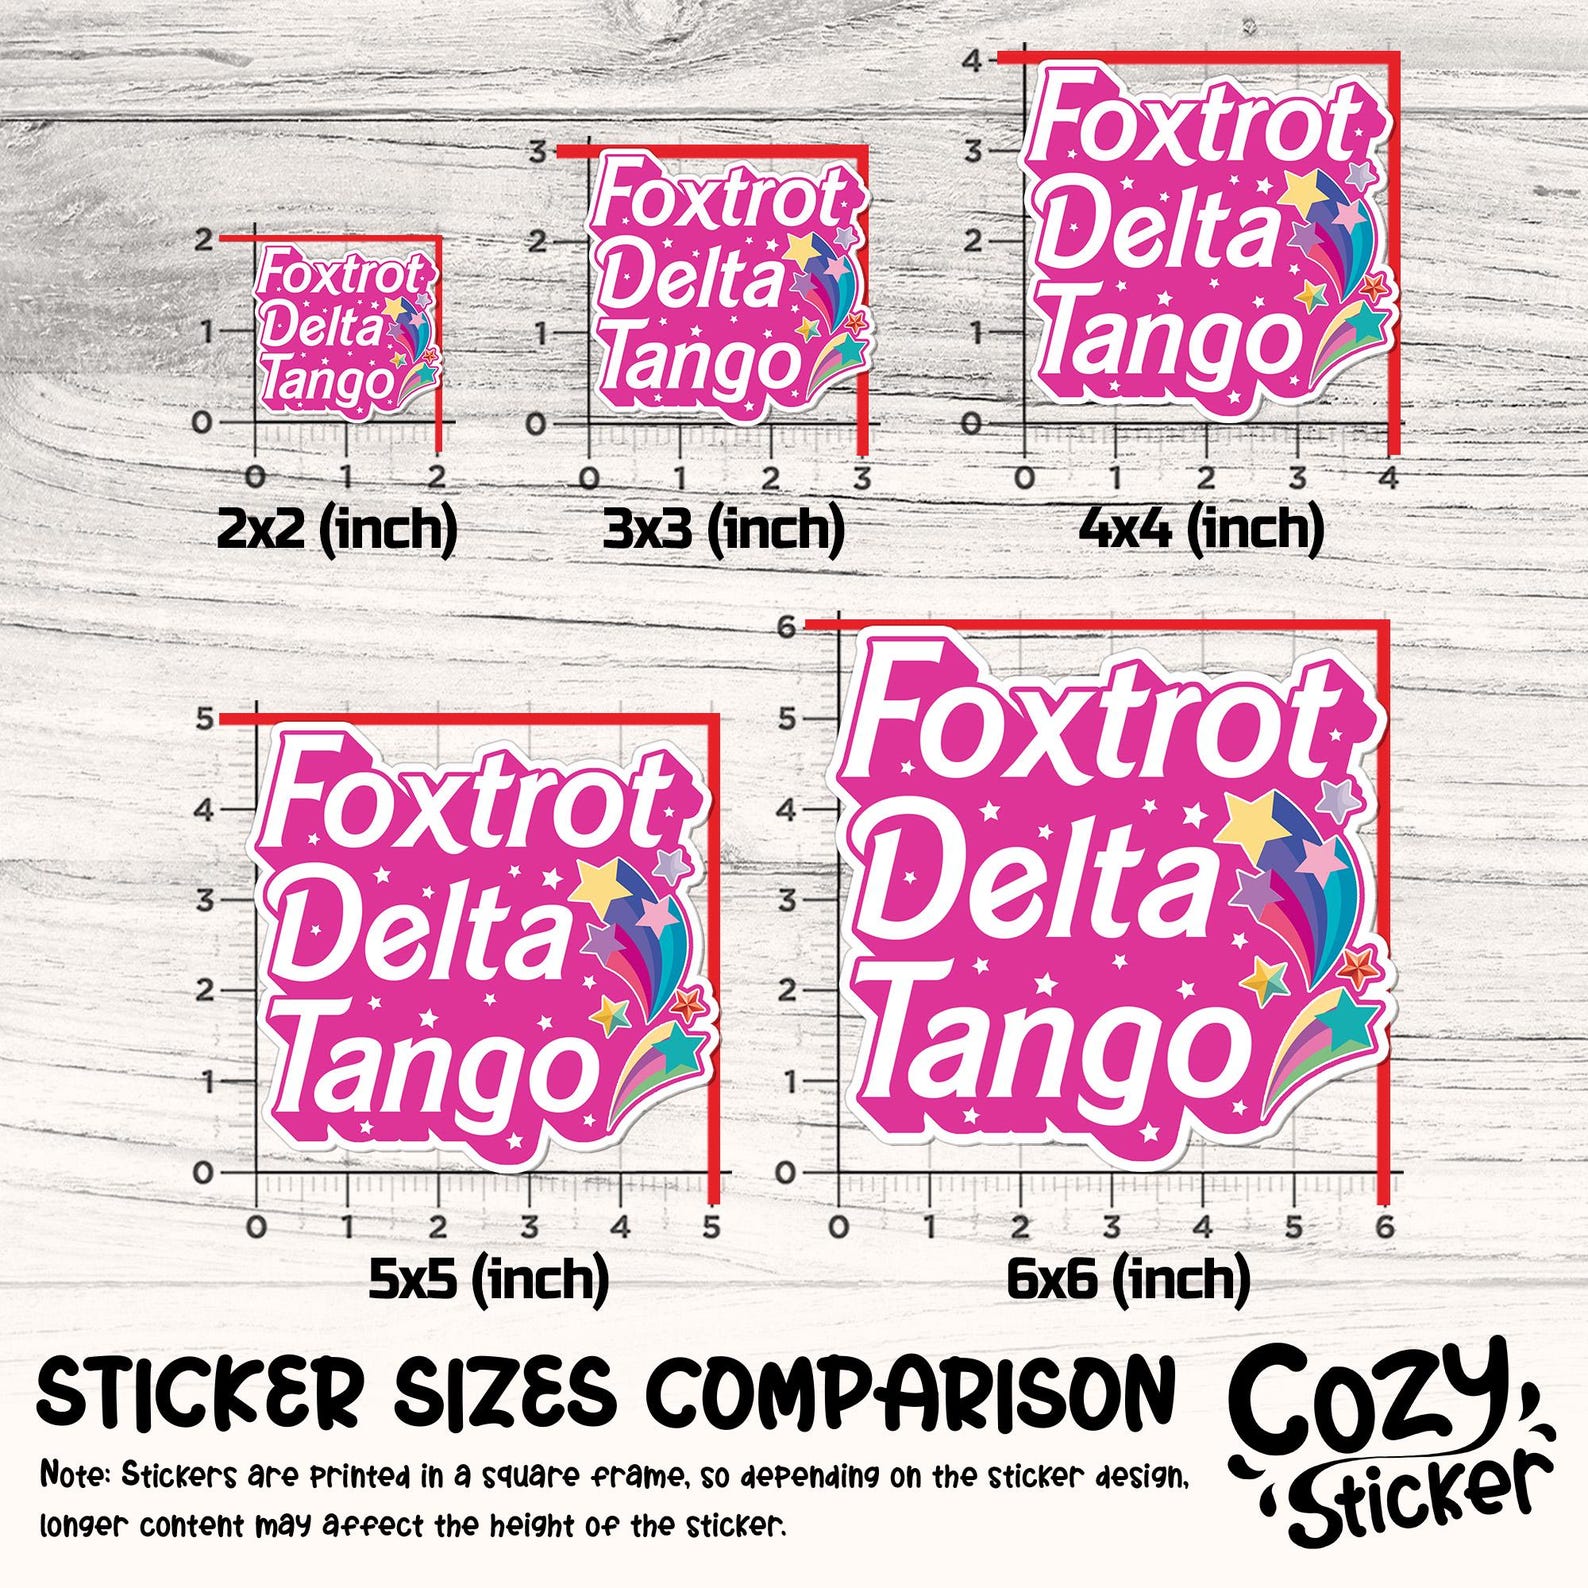 4
3
2
1
0
0 1 2 3 4
Foxtrot
Delta
Tango
4x4 (inch)
3
2
1
0
0 1 2 3
Foxtrot
Delta
Tango
3x3 (inch)
2
1
0
0 1 2
Foxtrot
Delta
Tango
2x2 (inch)
5
4
3
2
1
0
0 1 2 3 4 5
Foxtrot
Delta
Tango
5x5 (inch)
6
5
4
3
2
1
0
0 1 2 3 4 5 6
Foxtrot
Delta
Tango
6x6 (inch)
STICKER SIZES COMPARISON
Note: Stickers are printed in a square frame, so depending on the sticker design,
longer content may affect the height of the sticker.
Cozy
Sticker